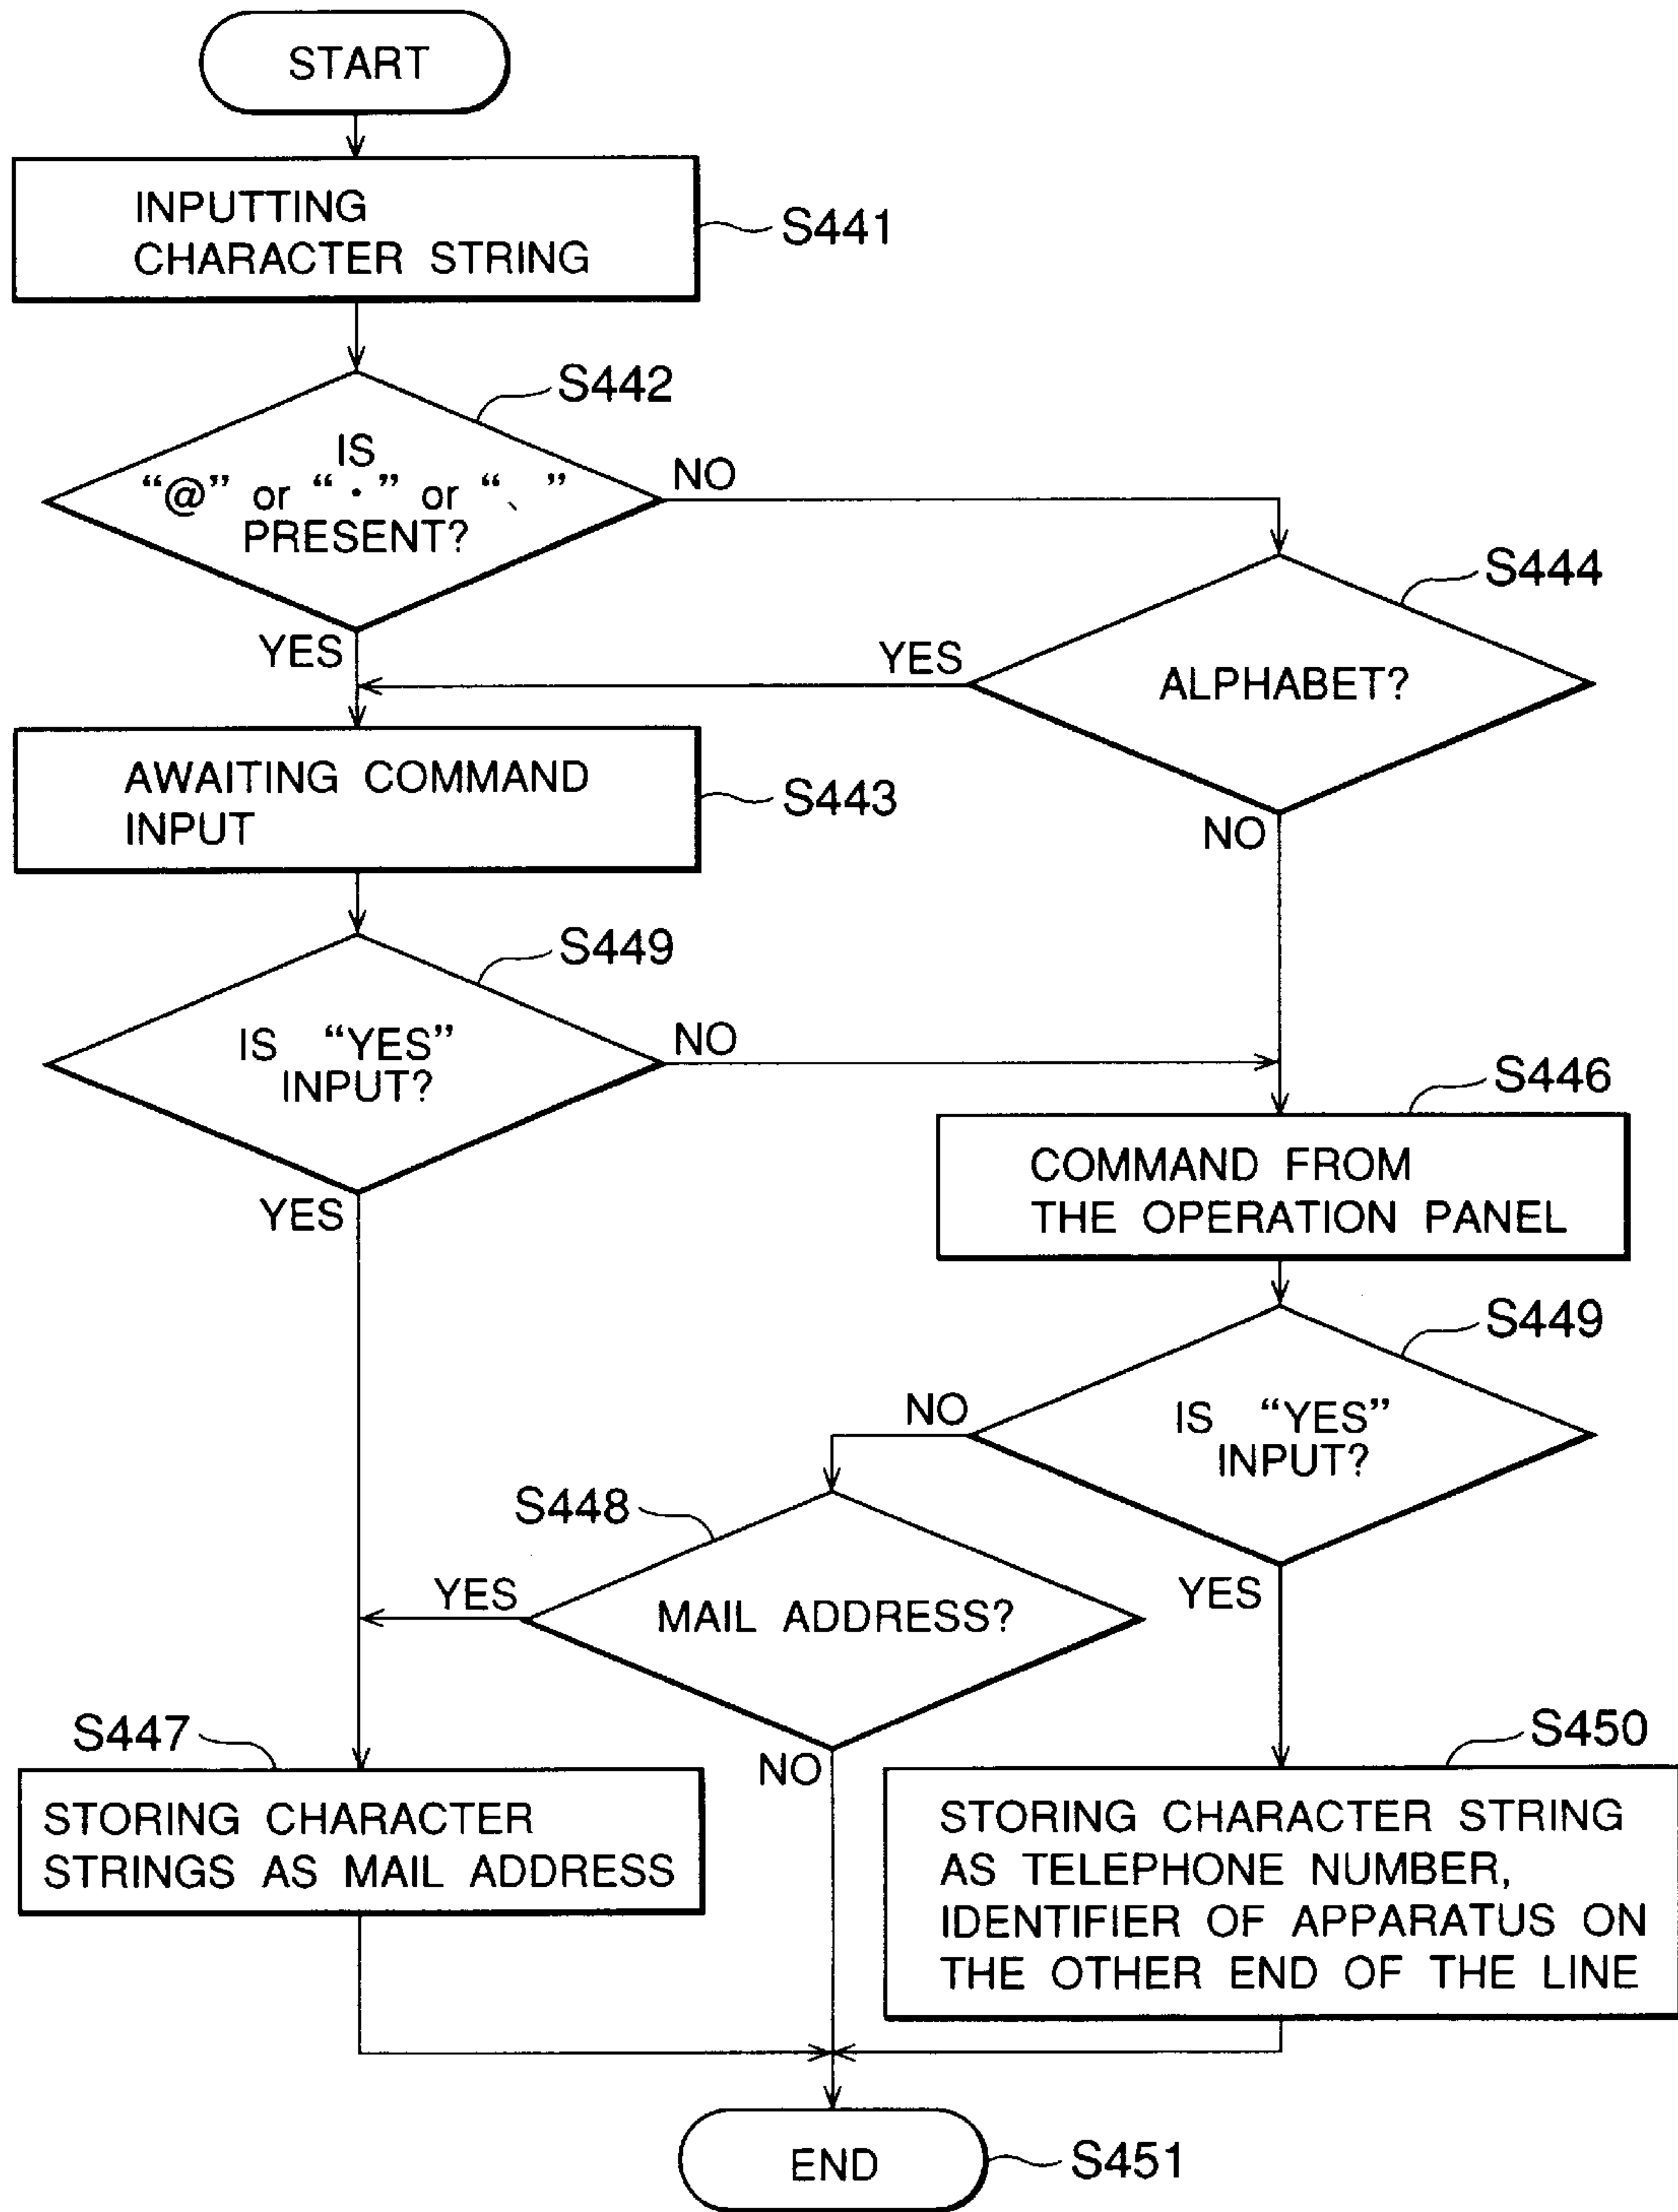 START
INPUTTING
CHARACTER STRING
S441
S442
IS
“@” or “・” or “、”
PRESENT?
NO
YES
S444
ALPHABET?
YES
NO
AWAITING COMMAND
INPUT
S443
S449
IS “YES”
INPUT?
NO
YES
S446
COMMAND FROM
THE OPERATION PANEL
S449
IS “YES”
INPUT?
NO
YES
S448
MAIL ADDRESS?
YES
NO
S447
STORING CHARACTER
STRINGS AS MAIL ADDRESS
S450
STORING CHARACTER STRING
AS TELEPHONE NUMBER,
IDENTIFIER OF APPARATUS ON
THE OTHER END OF THE LINE
END
S451